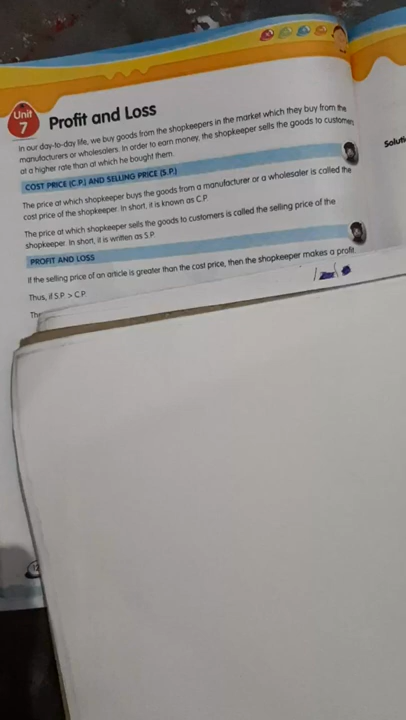 Unit
7
Profit and Loss
In our day-to-day life, we buy goods from the shopkeepers in the market which they buy from the
manufacturers or wholesalers. In order to earn money, the shopkeeper sells the goods to customers
at a higher rate than at which he bought them.
COST PRICE (C.P.) AND SELLING PRICE (S.P.)
The price at which shopkeeper buys the goods from a manufacturer or a wholesaler is called the
cost price of the shopkeeper. In short, it is known as C.P.
The price at which shopkeeper sells the goods to customers is called the selling price of the
shopkeeper. In short, it is written as S.P.
PROFIT AND LOSS
If the selling price of an article is greater than the cost price, then the shopkeeper makes a profit.
Thus, if S.P. > C.P.